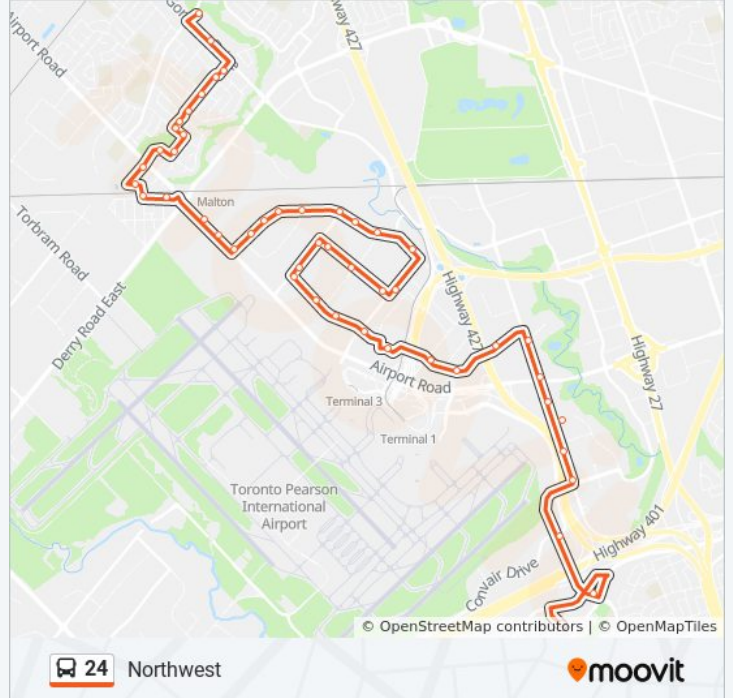 Airport Road
Highway 427
Malton
Torbram Road
Derry Road East
Highway 427
Airport Road
Highway 27
Terminal 3
Terminal 1
Toronto Pearson
International
Airport
Highway 401
Convair Drive
© OpenStreetMap contributors | © OpenMapTiles
24 Northwest
moovit